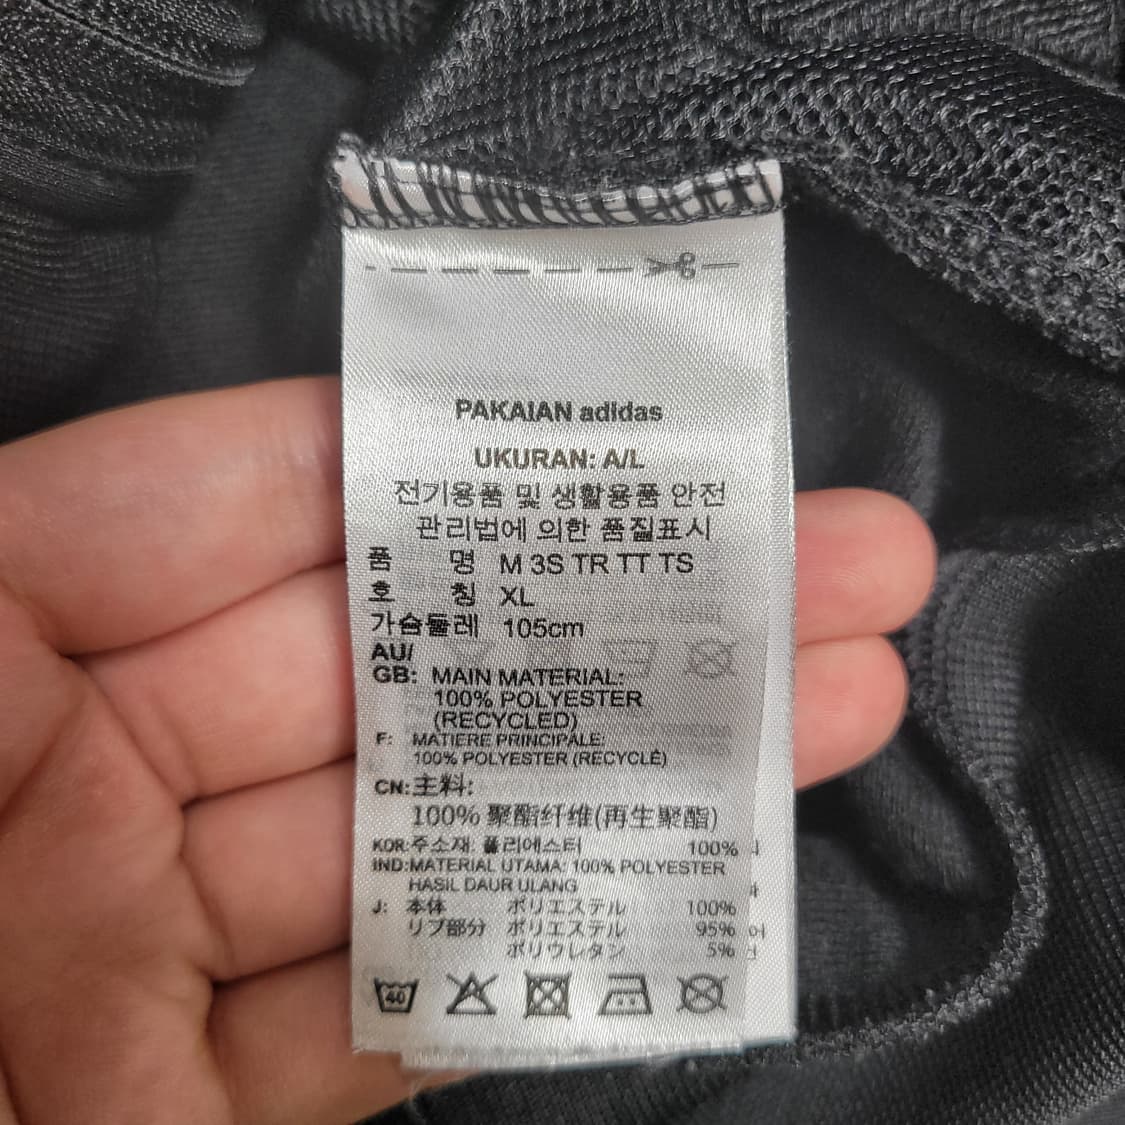 PAKAIAN adidas
UKURAN: A/L
전기용품 및 생활용품 안전
관리법에 의한 품질표시
품 명 M 3S TR TT TS
호 칭 XL
가슴둘레 105cm
AU/
GB: MAIN MATERIAL:
100% POLYESTER
(RECYCLED)
F: MATIERE PRINCIPALE:
100% POLYESTER (RECYCLÉ)
CN:主料:
100% 聚酯纤维(再生聚酯)
KOR:주소재: 폴리에스터 100%
IND:MATERIAL UTAMA: 100% POLYESTER
HASIL DAUR ULANG
J: 本体 ポリエステル 100%
リブ部分 ポリエステル 95%
ポリウレタン 5%
40